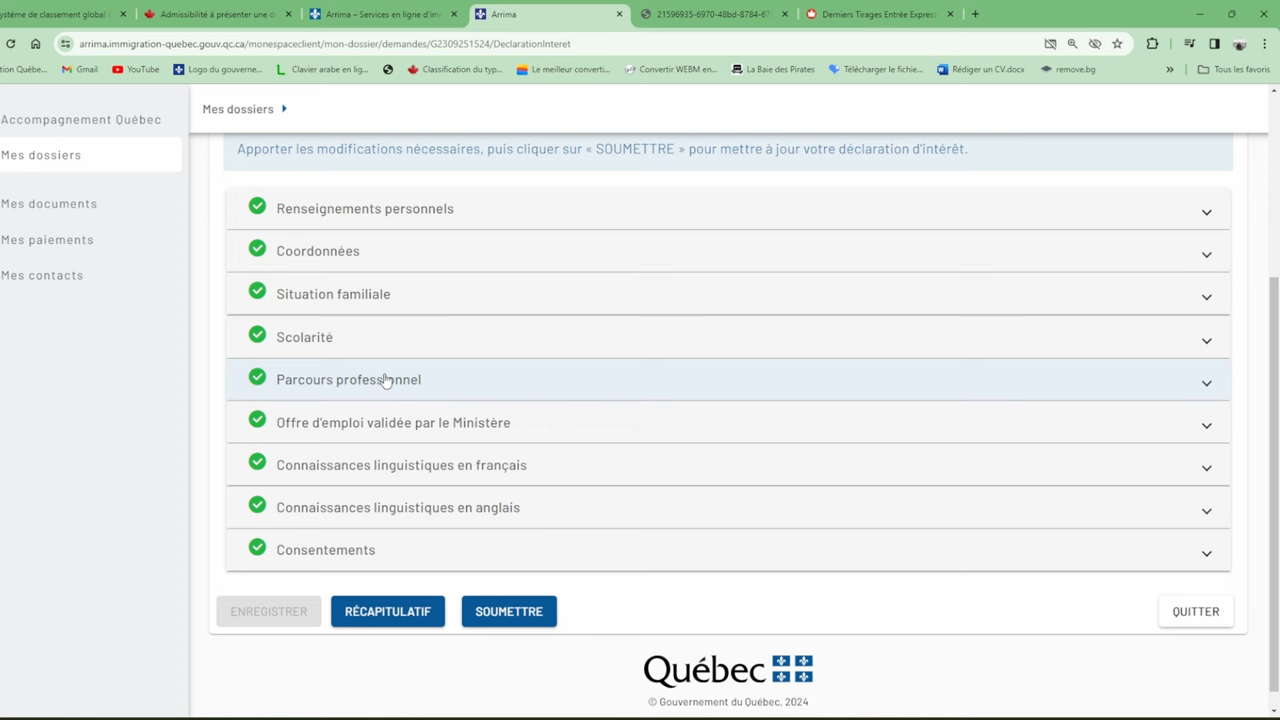 ystème de classement global
Admissibilité à présenter une d
Arrima – Services en ligne d'im
Arrima
21596935-6970-48bd-8784-67
Derniers Tirages Entrée Expres
arrima.immigration-quebec.gouv.qc.ca/monespaceclient/mon-dossier/demandes/G2309251524/DeclarationInteret
tion Québe...
Gmail
YouTube
Logo du gouverne...
Clavier arabe en lig...
Classification du typ...
Le meilleur converti...
Convertir WEBM en...
La Baie des Pirates
Télécharger le fichie...
Rédiger un CV.docx
remove.bg
»
Tous les favoris
Accompagnement Québec
Mes dossiers
Mes documents
Mes paiements
Mes contacts
Mes dossiers
Apporter les modifications nécessaires, puis cliquer sur « SOUMETTRE » pour mettre à jour votre déclaration d'intérêt.
Renseignements personnels
Coordonnées
Situation familiale
Scolarité
Parcours professionnel
Offre d'emploi validée par le Ministère
Connaissances linguistiques en français
Connaissances linguistiques en anglais
Consentements
ENREGISTRER
RÉCAPITULATIF
SOUMETTRE
QUITTER
Québec
© Gouvernement du Québec, 2024